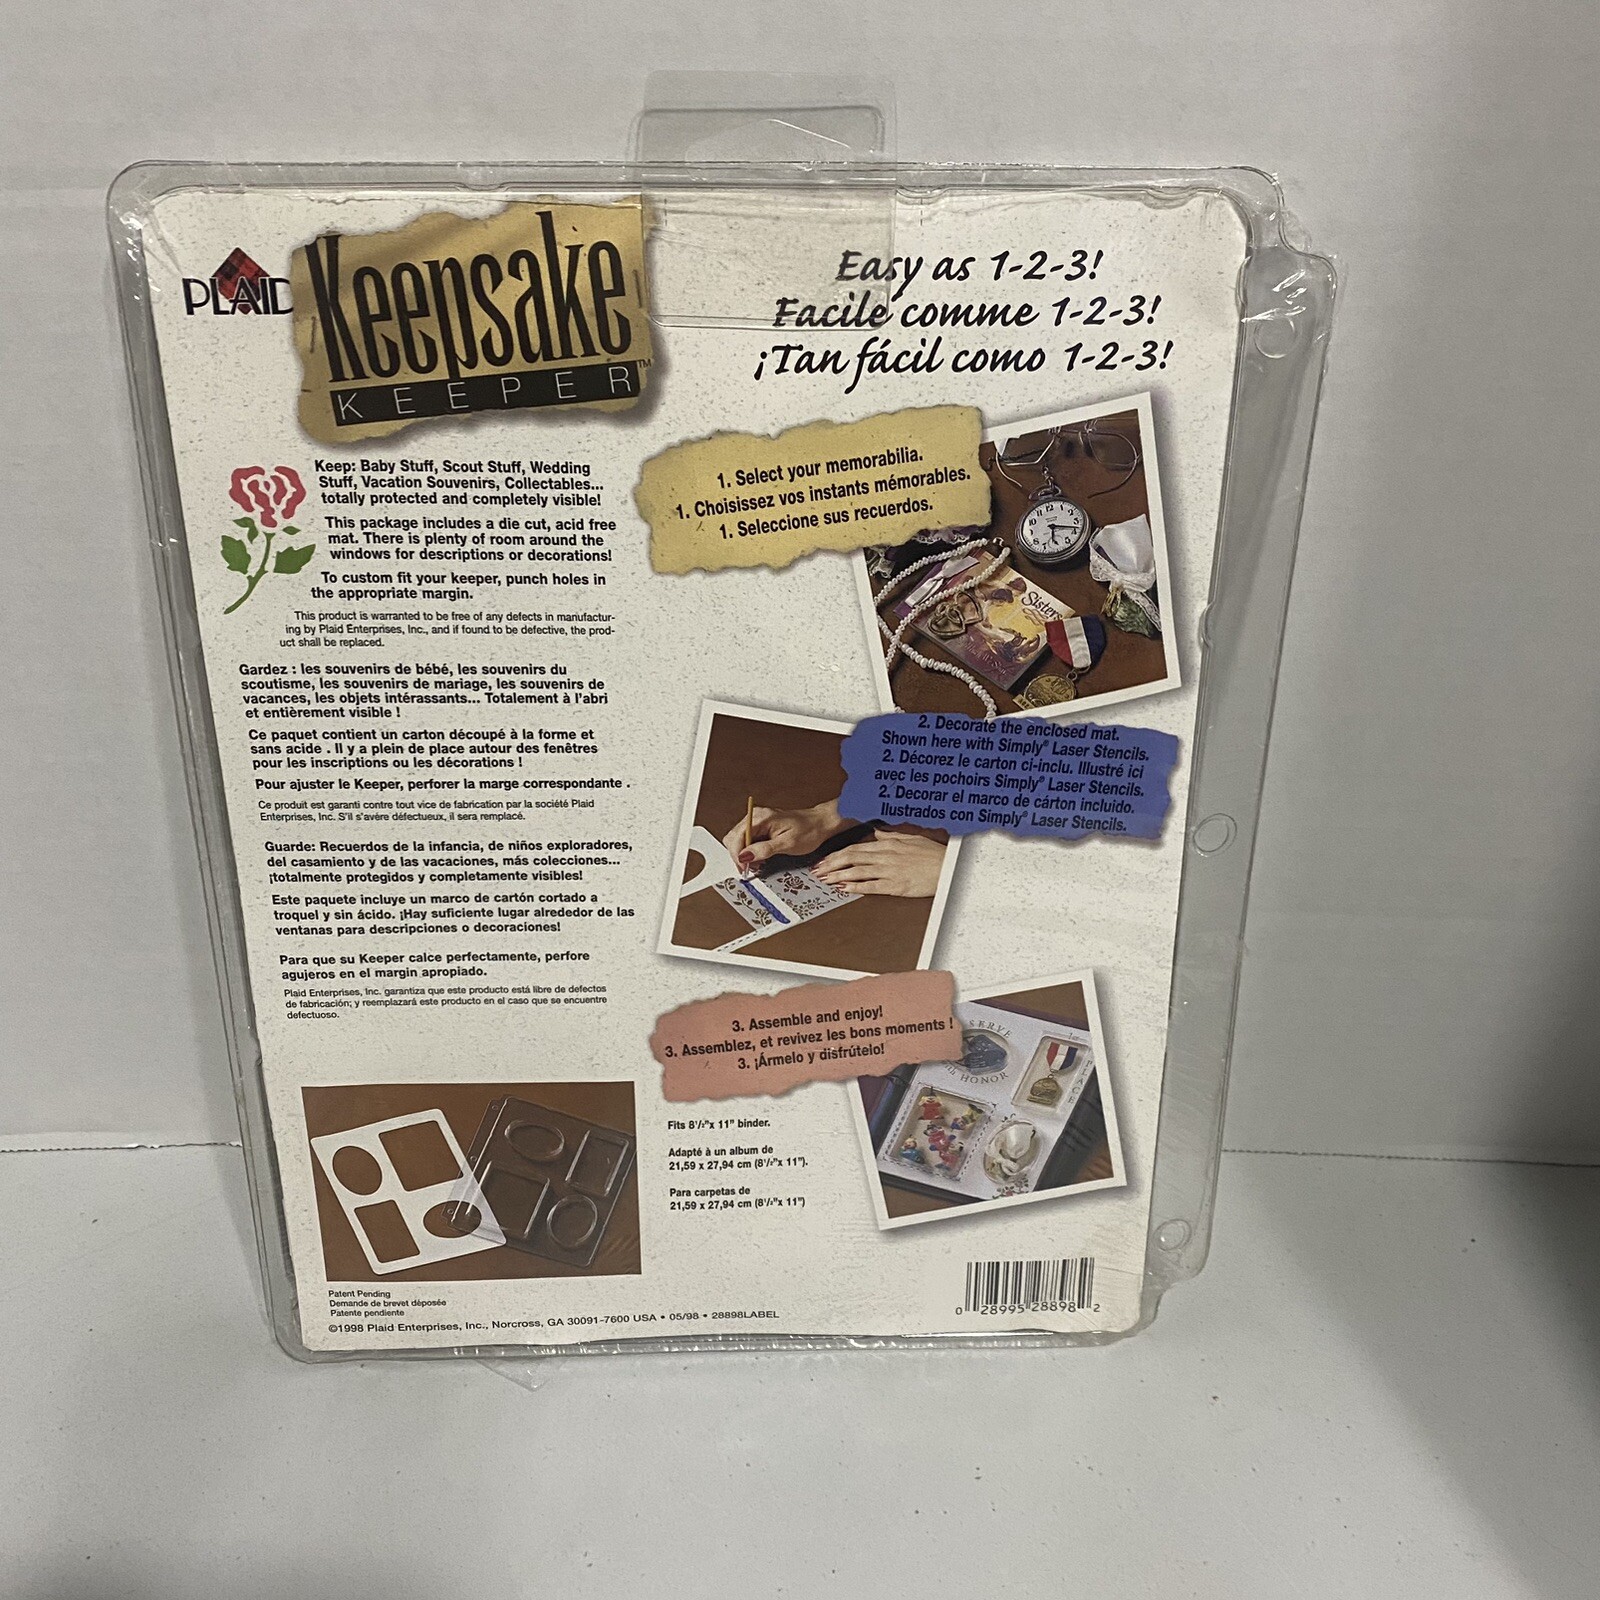 PLAID
Keepsake
KEEPER™
Easy as 1-2-3!
Facile comme 1-2-3!
¡Tan fácil como 1-2-3!
Keep: Baby Stuff, Scout Stuff, Wedding
Stuff, Vacation Souvenirs, Collectables...
totally protected and completely visible!
This package includes a die cut, acid free
mat. There is plenty of room around the
windows for descriptions or decorations!
To custom fit your keeper, punch holes in
the appropriate margin.
This product is warranted to be free of any defects in manufactur-
ing by Plaid Enterprises, Inc., and if found to be defective, the prod-
uct shall be replaced.
Gardez : les souvenirs de bébé, les souvenirs du
scoutisme, les souvenirs de mariage, les souvenirs de
vacances, les objets intérassants... Totalement à l'abri
et entièrement visible !
Ce paquet contient un carton découpé à la forme et
sans acide . Il y a plein de place autour des fenêtres
pour les inscriptions ou les décorations !
Pour ajuster le Keeper, perforer la marge correspondante .
Ce produit est garanti contre tout vice de fabrication par la société Plaid
Enterprises, Inc. S'il s'avére défectueux, il sera remplacé.
Guarde: Recuerdos de la infancia, de niños exploradores,
del casamiento y de las vacaciones, más colecciones...
¡totalmente protegidos y completamente visibles!
Este paquete incluye un marco de cartón cortado a
troquel y sin ácido. ¡Hay suficiente lugar alrededor de las
ventanas para descripciones o decoraciones!
Para que su Keeper calce perfectamente, perfore
agujeros en el margin apropiado.
Plaid Enterprises, Inc. garantiza que este producto está libre de defectos
de fabricación; y reemplazará este producto en el caso que se encuentre
defectuoso.
1. Select your memorabilia.
1. Choisissez vos instants mémorables.
1. Seleccione sus recuerdos.
Sisters
2. Decorate the enclosed mat.
Shown here with Simply® Laser Stencils.
2. Décorez le carton ci-inclu. Illustré ici
avec les pochoirs Simply® Laser Stencils.
2. Decorar el marco de cárton incluido.
Ilustrados con Simply® Laser Stencils.
3. Assemble and enjoy!
3. Assemblez, et revivez les bons moments !
3. ¡Ármelo y disfrútelo!
SERVE
HONOR
1st
PLACE
Fits 8½"x 11" binder.
Adapté à un album de
21,59 x 27,94 cm (8½"x 11").
Para carpetas de
21,59 x 27,94 cm (8½"x 11")
Patent Pending
Demande de brevet déposée
Patente pendiente
©1998 Plaid Enterprises, Inc., Norcross, GA 30091-7600 USA • 05/98 • 28898LABEL
0 28995 28898 2